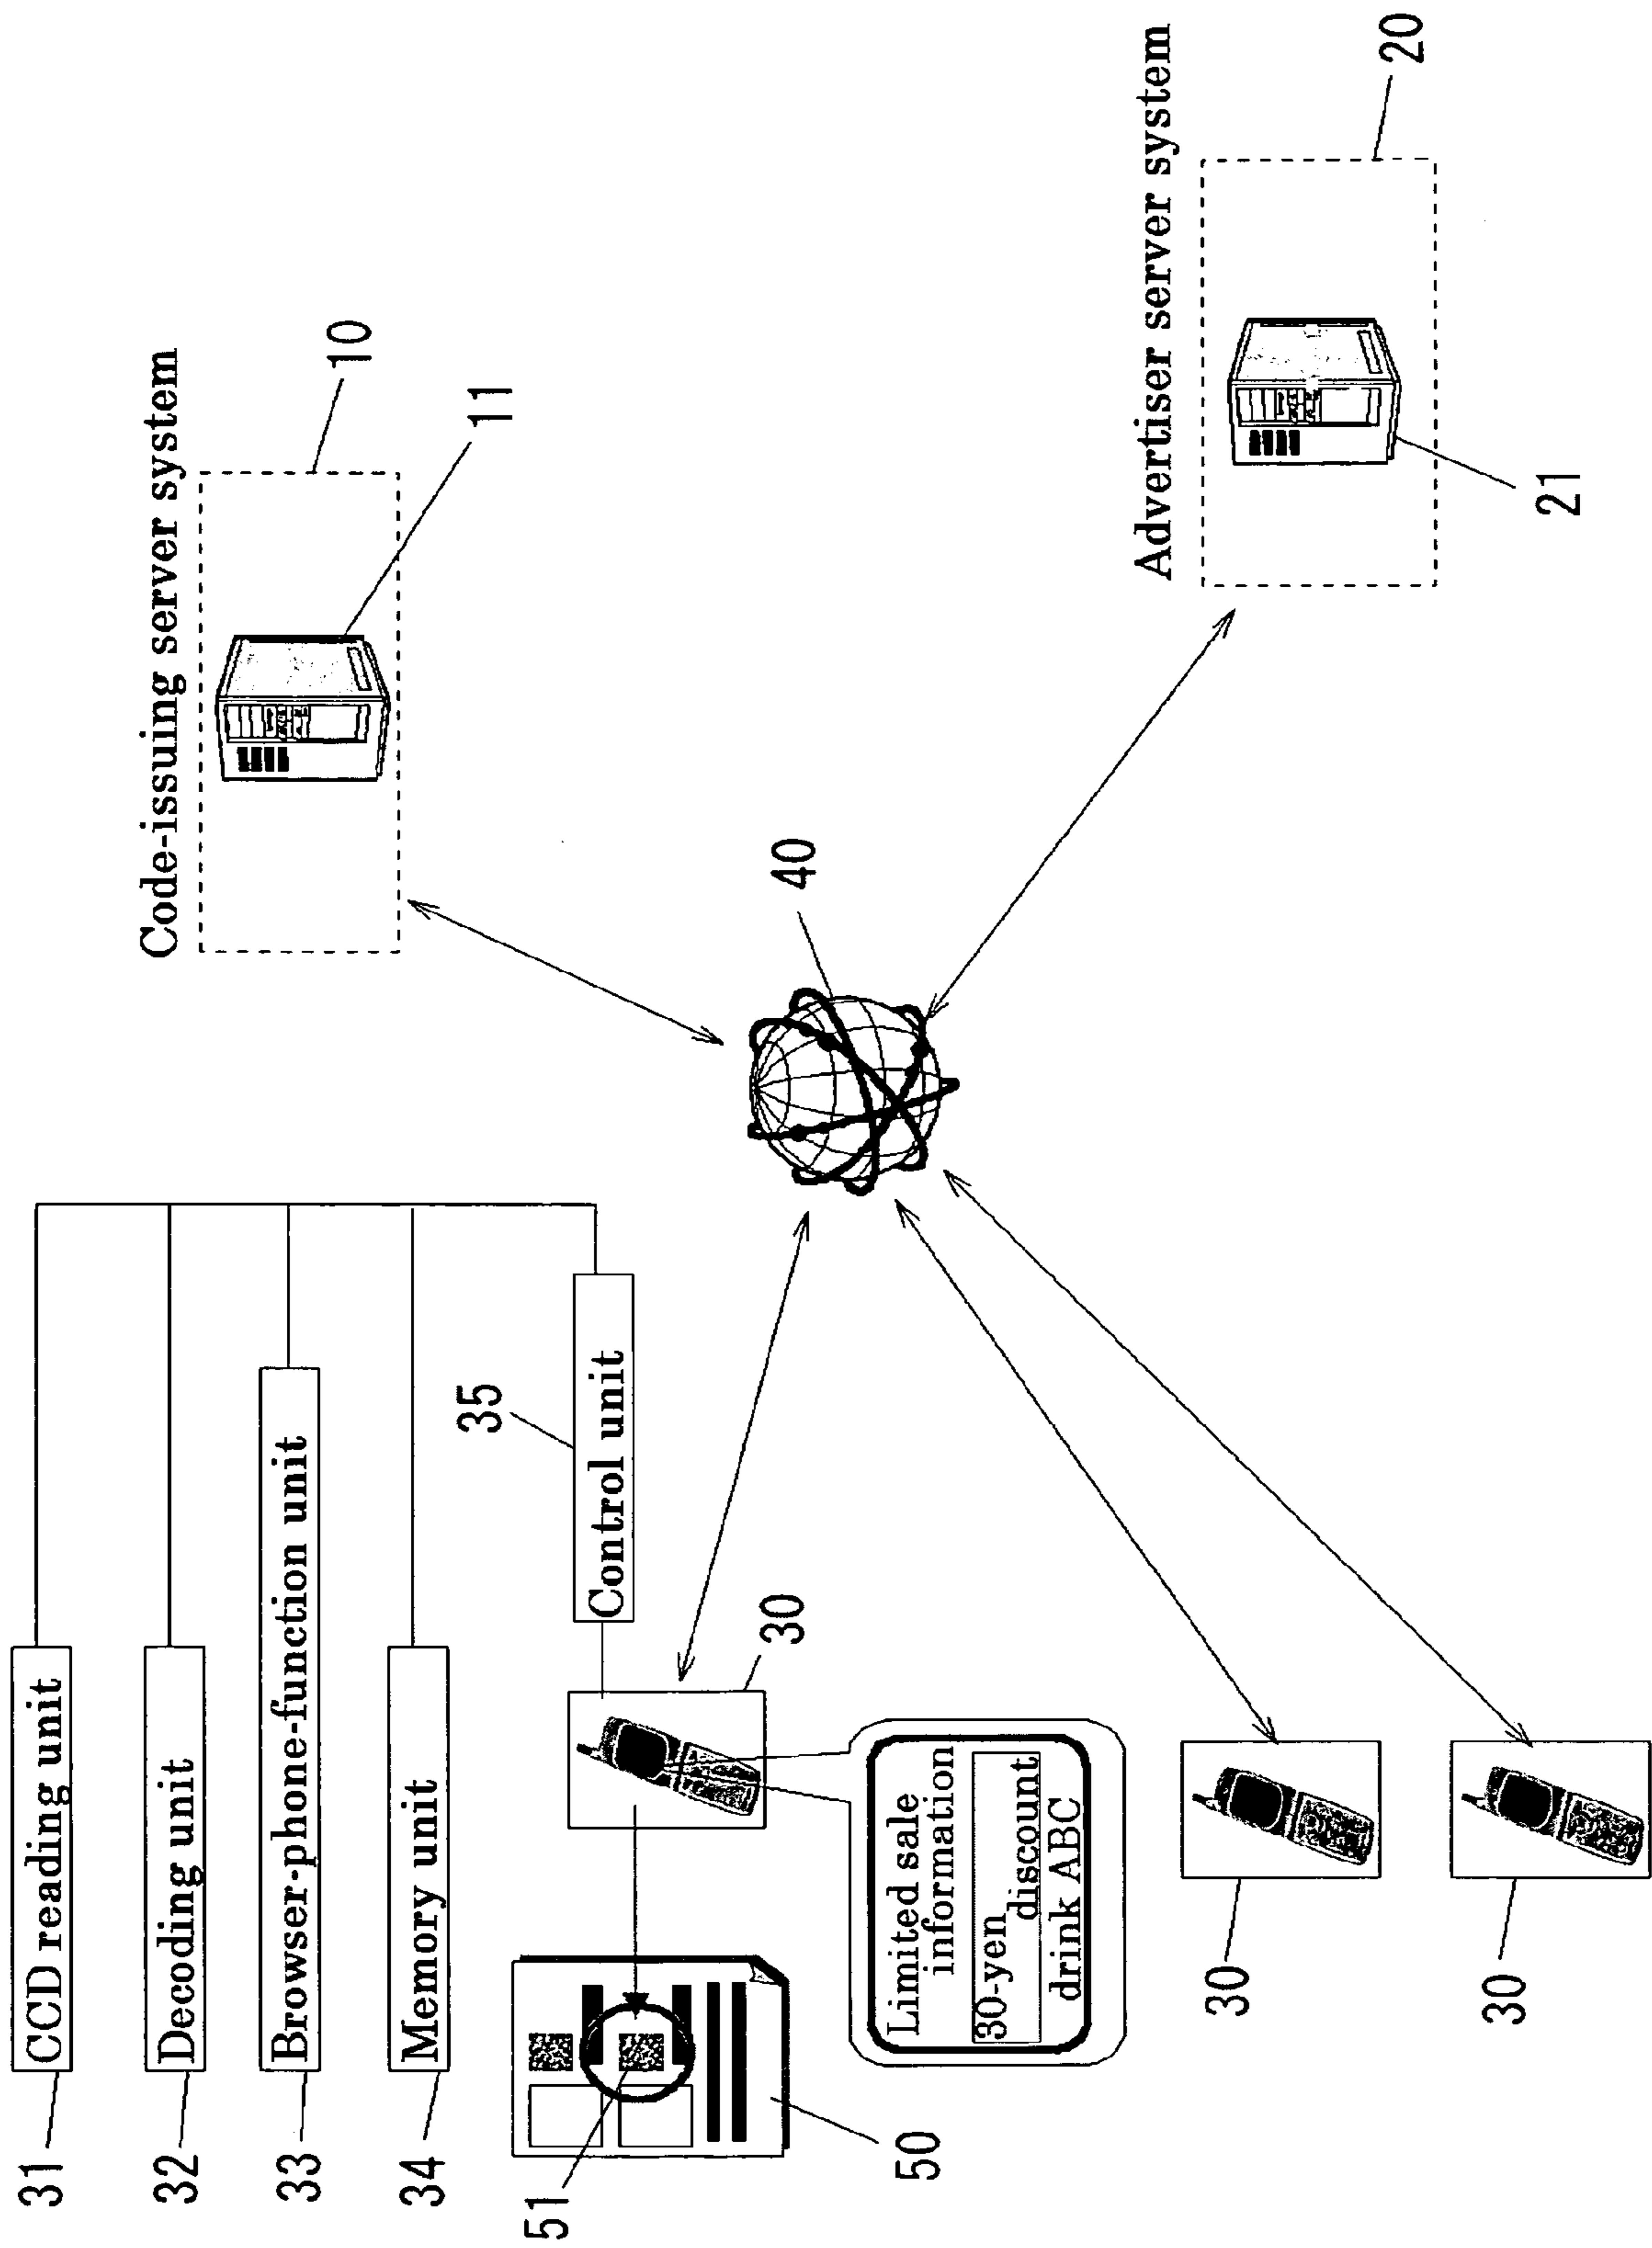 31
CCD reading unit
32
Decoding unit
33
Browser-phone-function unit
34
Memory unit
35
Control unit
Code-issuing server system
10
11
40
51
50
30
Limited sale
information
30-yen
discount
drink ABC
Advertiser server system
20
21
30
30